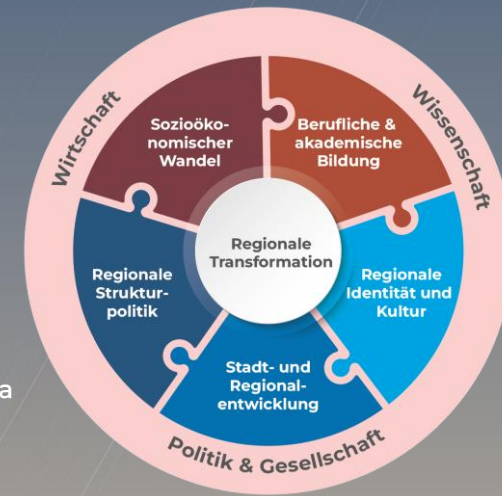 Wirtschaft
Wissenschaft
Sozioöko-
nomischer
Wandel
Berufliche &
akademische
Bildung
Regionale
Transformation
Regionale
Struktur-
politik
Regionale
Identität und
Kultur
Stadt- und
Regional-
entwicklung
Politik & Gesellschaft
a